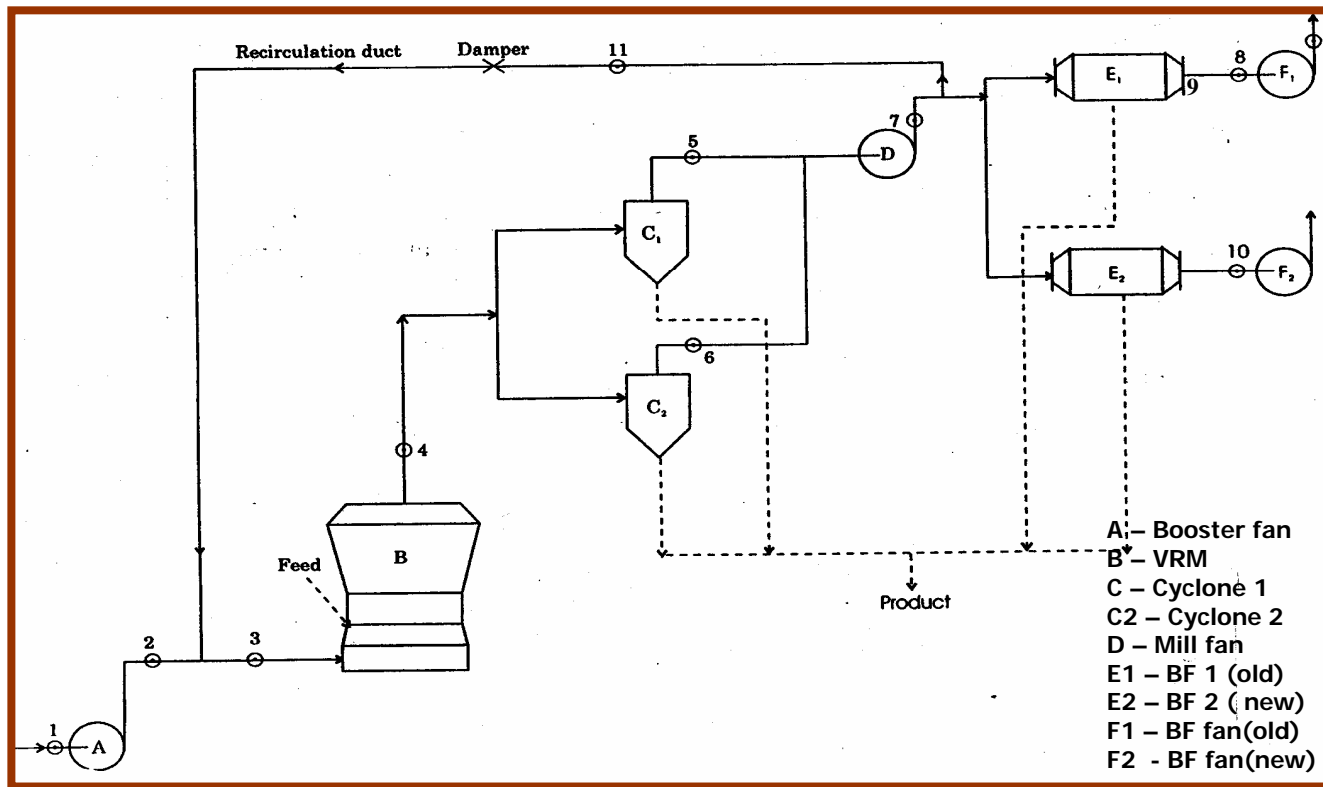 Recirculation duct
Damper
11
E₁
9
8
F₁
7
5
D
C₁
E₂
10
F₂
6
C₂
4
B
Feed
Product
2
3
1
A
A – Booster fan
B – VRM
C – Cyclone 1
C2 – Cyclone 2
D – Mill fan
E1 – BF 1 (old)
E2 – BF 2 ( new)
F1 – BF fan(old)
F2 - BF fan(new)